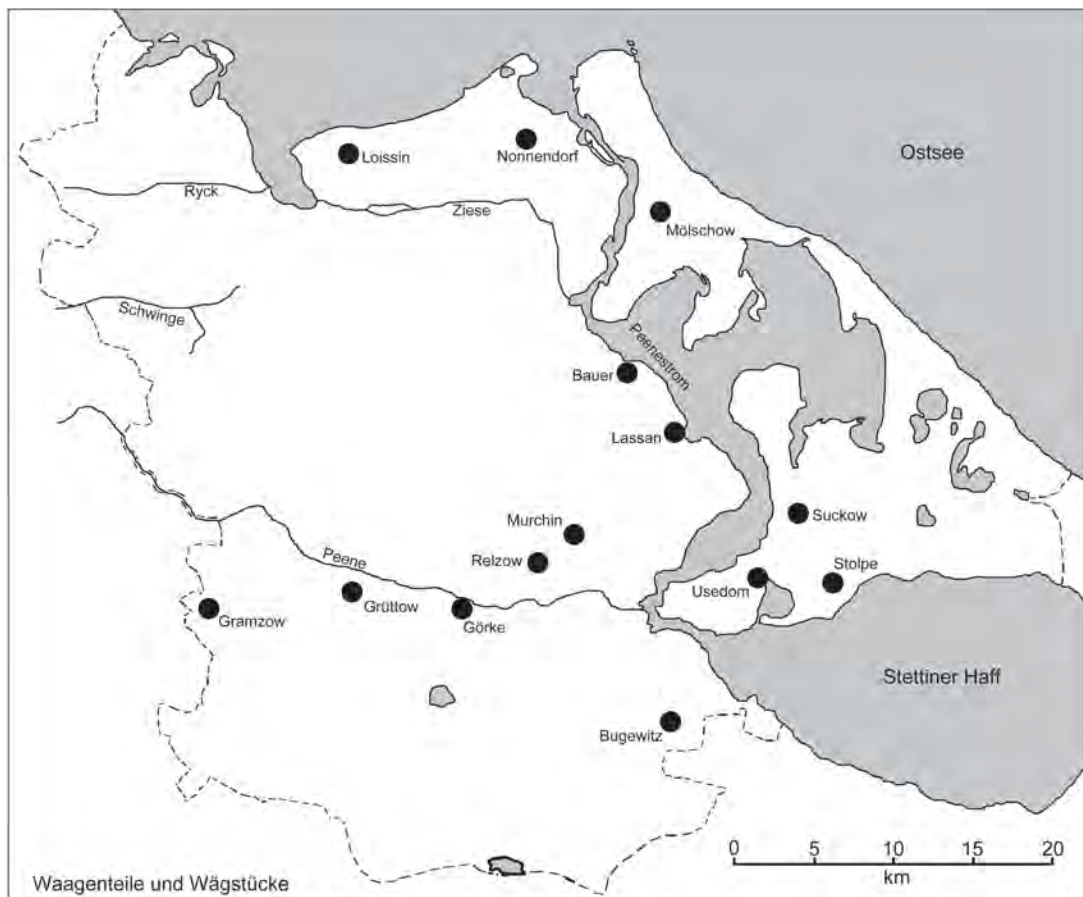 Ostsee
Loissin
Nonnendorf
Ryck
Ziese
Mölschow
Schwinge
Peenestrom
Bauer
Lassan
Suckow
Murchin
Relzow
Peene
Stolpe
Usedom
Gramzow
Grüttow
Görke
Stettiner Haff
Bugewitz
0 5 10 15 20
km
Waagenteile und Wägstücke